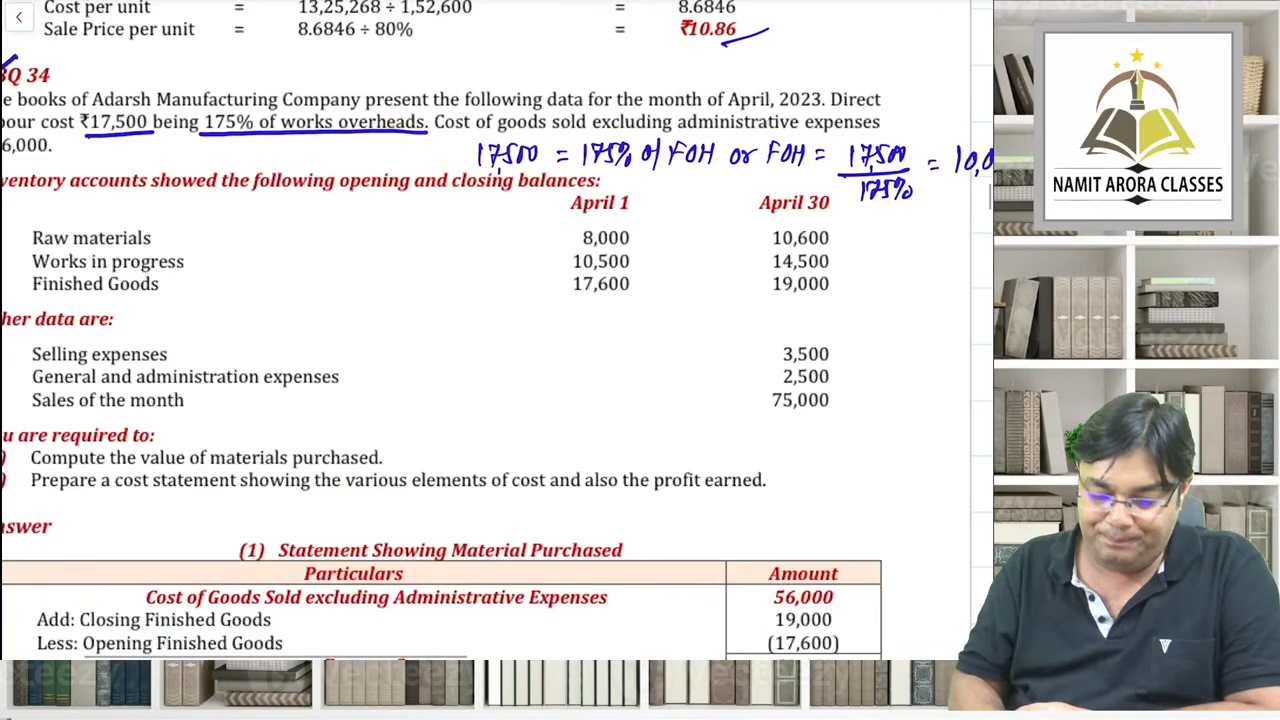 Cost per unit = 13,25,268 ÷ 1,52,600 = 8.6846
Sale Price per unit = 8.6846 ÷ 80% = ₹10.86
Q 34
e books of Adarsh Manufacturing Company present the following data for the month of April, 2023. Direct
our cost ₹17,500 being 175% of works overheads. Cost of goods sold excluding administrative expenses
6,000.
17,500 = 175% of FOH or FOH = 17,500 / 175% = 10,0
ventory accounts showed the following opening and closing balances:
April 1 April 30
Raw materials 8,000 10,600
Works in progress 10,500 14,500
Finished Goods 17,600 19,000
her data are:
Selling expenses 3,500
General and administration expenses 2,500
Sales of the month 75,000
u are required to:
) Compute the value of materials purchased.
) Prepare a cost statement showing the various elements of cost and also the profit earned.
nswer
(1) Statement Showing Material Purchased
Particulars Amount
Cost of Goods Sold excluding Administrative Expenses 56,000
Add: Closing Finished Goods 19,000
Less: Opening Finished Goods (17,600)
NAMIT ARORA CLASSES